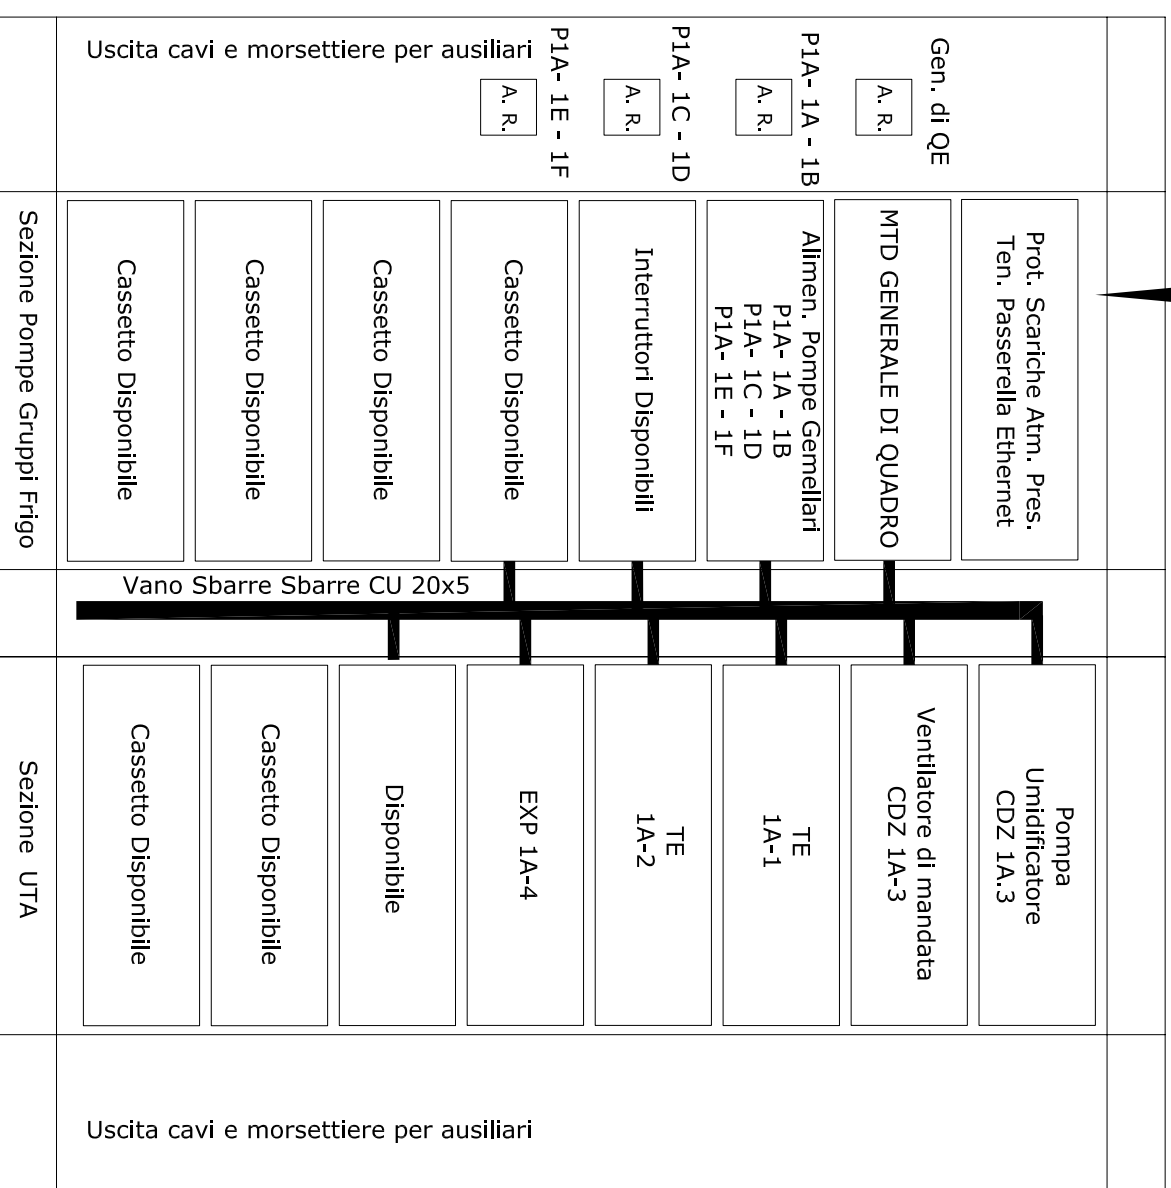 Uscita cavi e morsettiere per ausiliari
Gen. di QE
A. R.
P1A- 1A - 1B
A. R.
P1A- 1C - 1D
A. R.
P1A- 1E - 1F
A. R.
Sezione Pompe Gruppi Frigo
Prot. Scariche Atm. Pres.
Ten. Passerella Ethernet
MTD GENERALE DI QUADRO
Alimen. Pompe Gemellari
P1A- 1A - 1B
P1A- 1C - 1D
P1A- 1E - 1F
Interruttori Disponibili
Cassetto Disponibile
Cassetto Disponibile
Cassetto Disponibile
Cassetto Disponibile
Vano Sbarre Sbarre CU 20x5
Sezione UTA
Pompa
Umidificatore
CDZ 1A.3
Ventilatore di mandata
CDZ 1A-3
TE
1A-1
TE
1A-2
EXP 1A-4
Disponibile
Cassetto Disponibile
Cassetto Disponibile
Uscita cavi e morsettiere per ausiliari